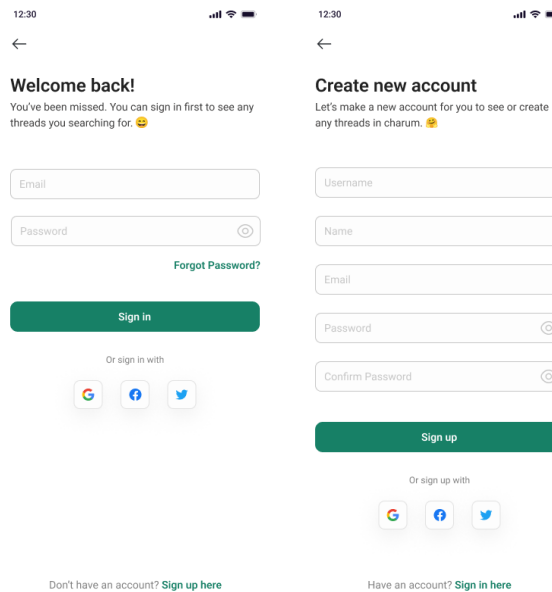 12:30
Welcome back!
You've been missed. You can sign in first to see any
threads you searching for. 😄
Email
Password
Forgot Password?
Sign in
Or sign in with
Don't have an account? Sign up here
12:30
Create new account
Let's make a new account for you to see or create
any threads in charum. 🤗
Username
Name
Email
Password
Confirm Password
Sign up
Or sign up with
Have an account? Sign in here